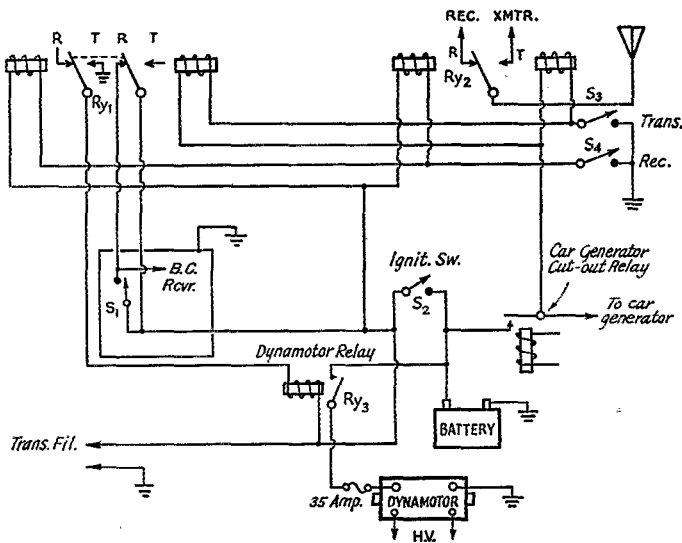 REC. XMTR.
R T R T
R T
Ry1
Ry2
S3
Trans.
S4
Rec.
B.C.
Rcvr.
S1
Ignit. Sw.
S2
Car Generator
Cut-out Relay
To car
generator
Dynamotor Relay
Ry3
BATTERY
Trans. Fil.
35 Amp.
DYNAMOTOR
H.V.